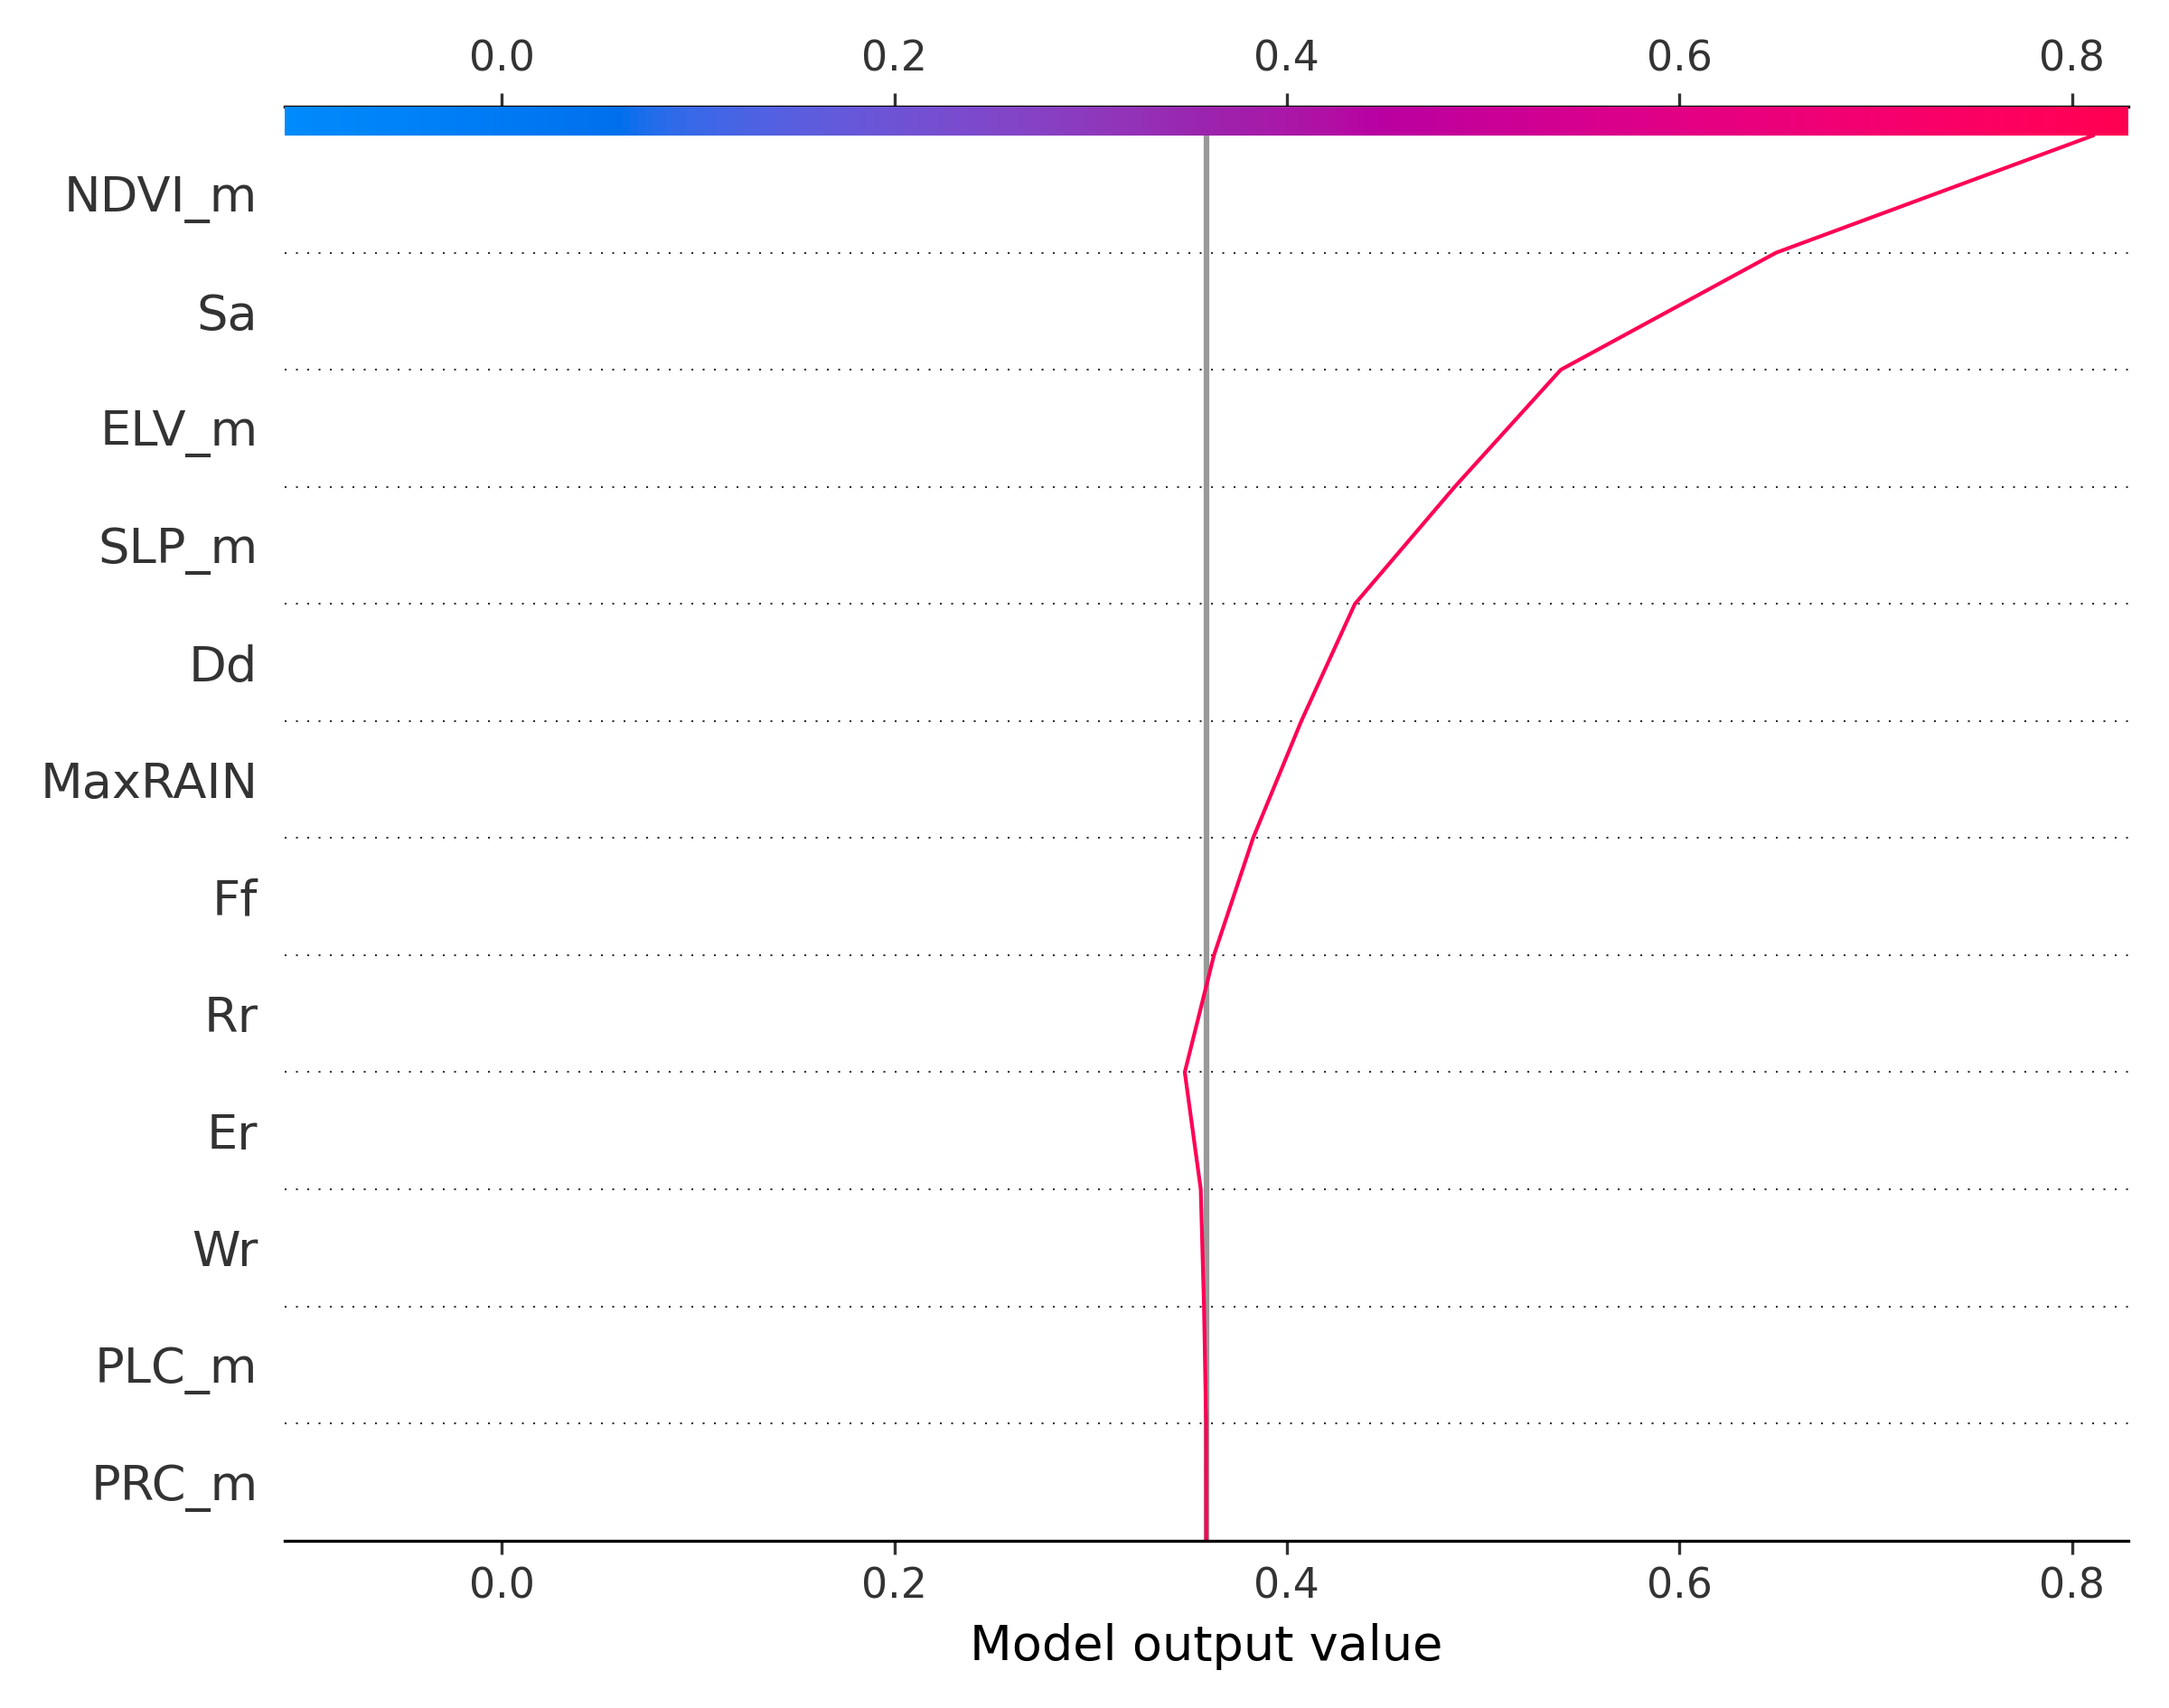 0.0 0.2 0.4 0.6 0.8
NDVI_m
Sa
ELV_m
SLP_m
Dd
MaxRAIN
Ff
Rr
Er
Wr
PLC_m
PRC_m
0.0 0.2 0.4 0.6 0.8
Model output value